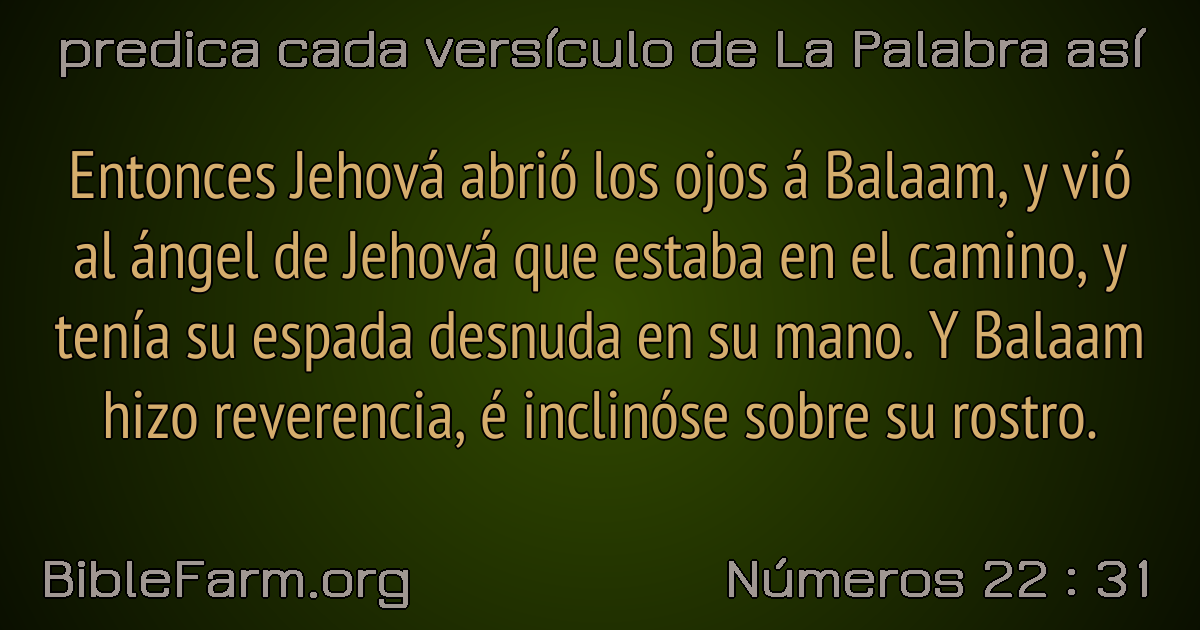 predica cada versículo de La Palabra así
Entonces Jehová abrió los ojos á Balaam, y vió
al ángel de Jehová que estaba en el camino, y
tenía su espada desnuda en su mano. Y Balaam
hizo reverencia, é inclinóse sobre su rostro.
BibleFarm.org
Números 22 : 31